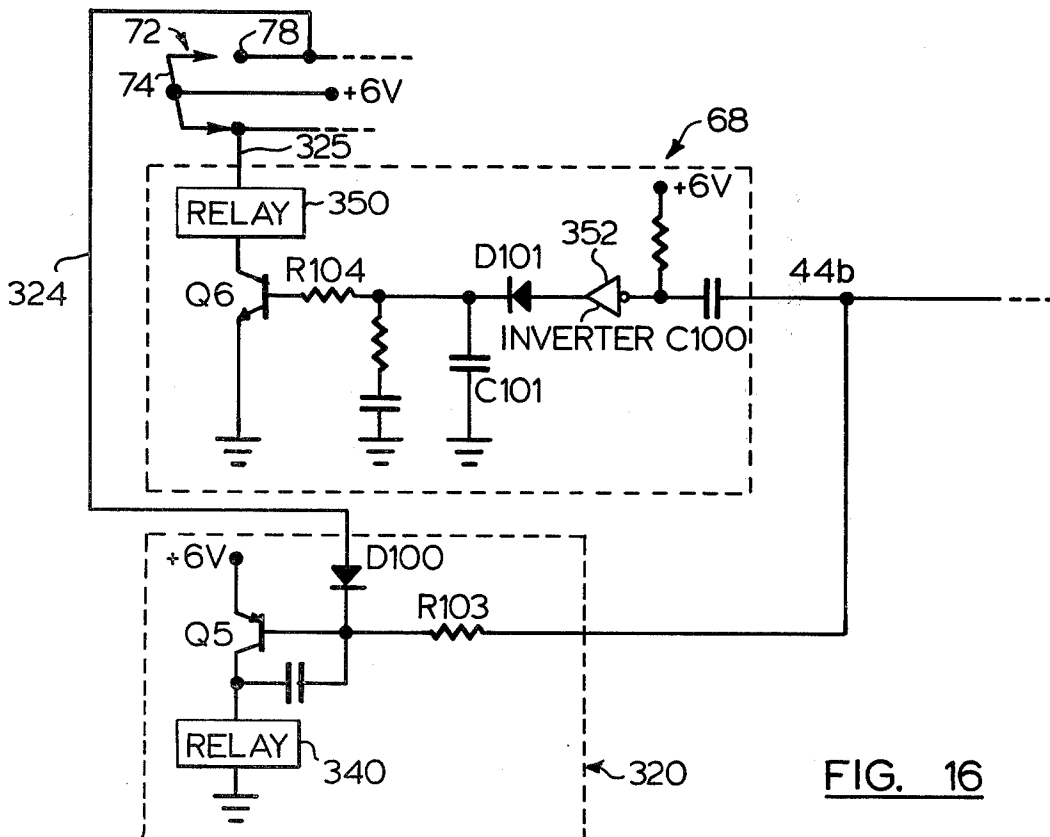 72
78
74
+6V
325
68
+6V
RELAY
350
352
D101
44b
R104
324
Q6
INVERTER
C100
C101
+6V
D100
R103
Q5
RELAY
340
320
FIG. 16